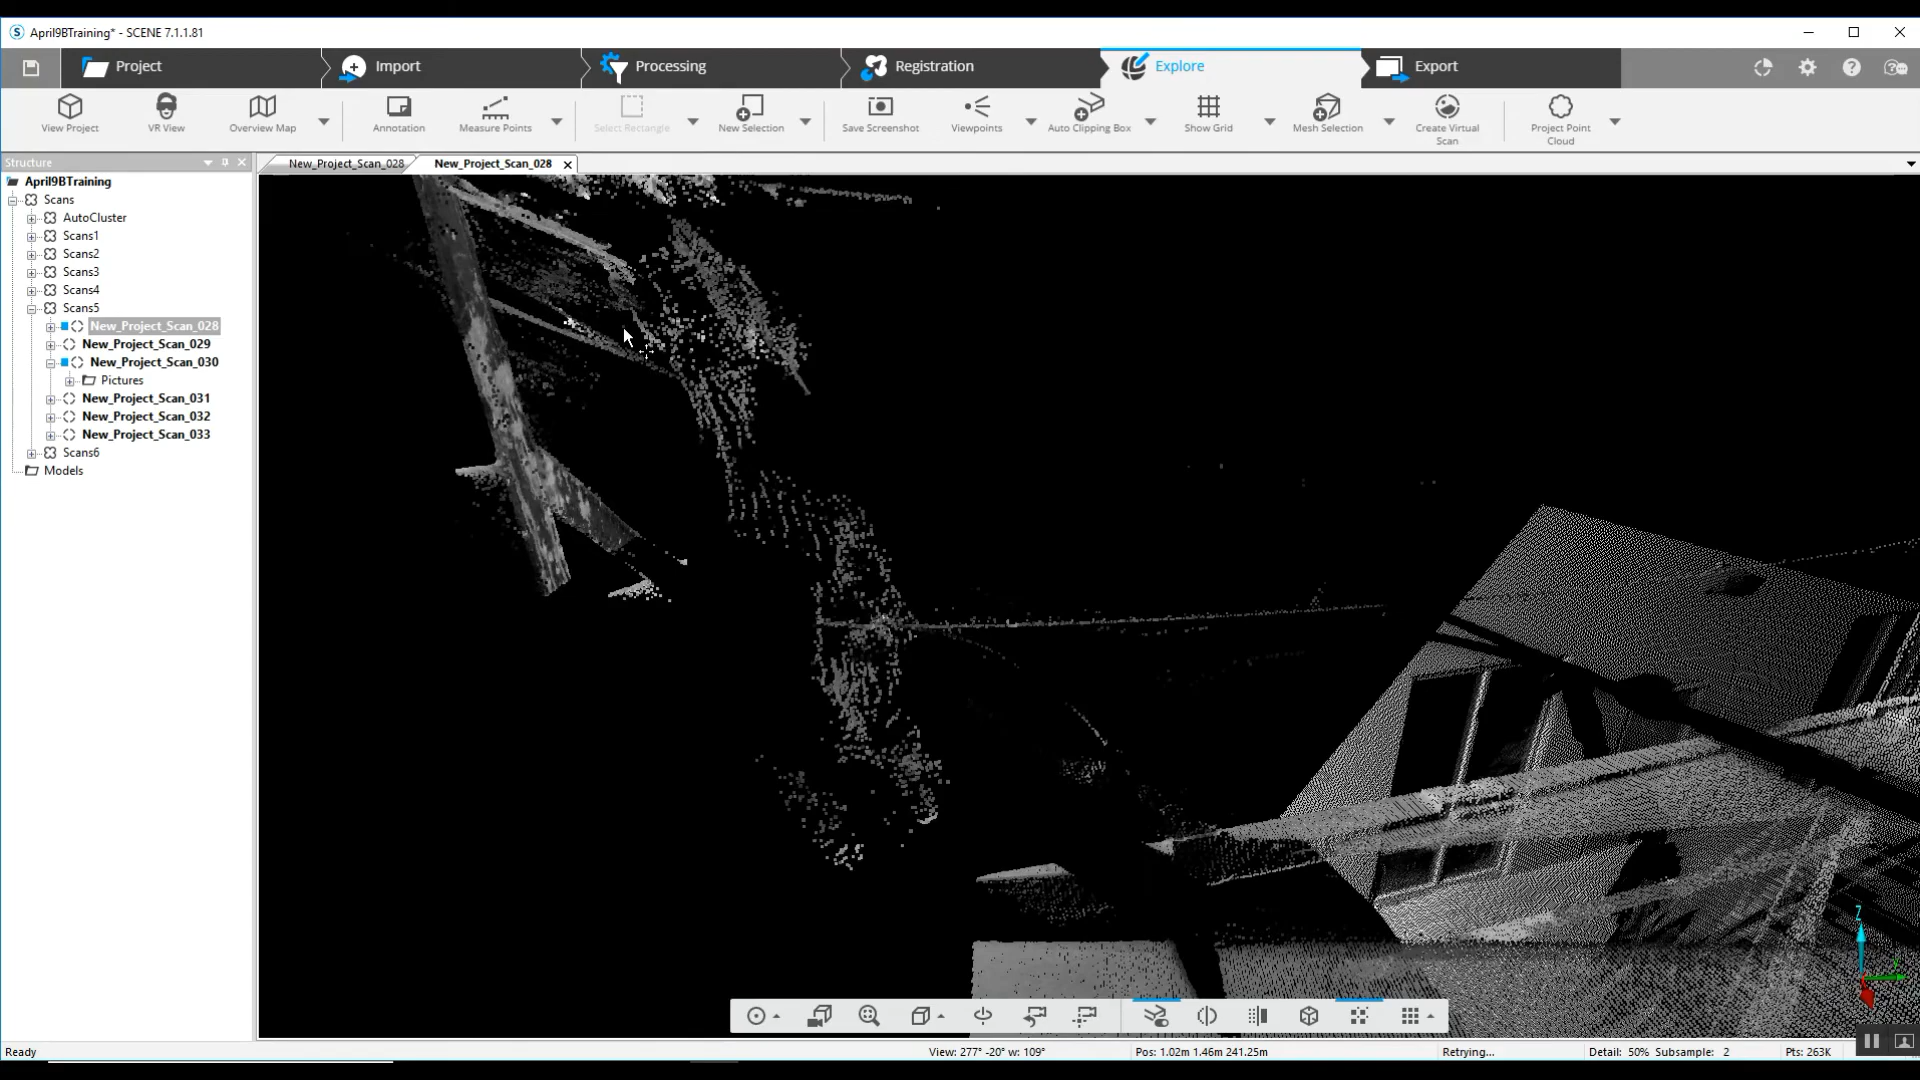 April9BTraining* - SCENE 7.1.1.81
Project
Import
Processing
Registration
Explore
Export
View Project
VR View
Overview Map
Annotation
Measure Points
Select Rectangle
New Selection
Save Screenshot
Viewpoints
Auto Clipping Box
Show Grid
Mesh Selection
Create Virtual
Scan
Project Point
Cloud
Structure
New_Project_Scan_028
New_Project_Scan_028
April9BTraining
Scans
AutoCluster
Scans1
Scans2
Scans3
Scans4
Scans5
New_Project_Scan_028
New_Project_Scan_029
New_Project_Scan_030
Pictures
New_Project_Scan_031
New_Project_Scan_032
New_Project_Scan_033
Scans6
Models
Z
Y
Ready
View: 277° -20° w: 109°
Pos: 1.02m 1.46m 241.25m
Retrying...
Detail: 50% Subsample: 2
Pts: 263K